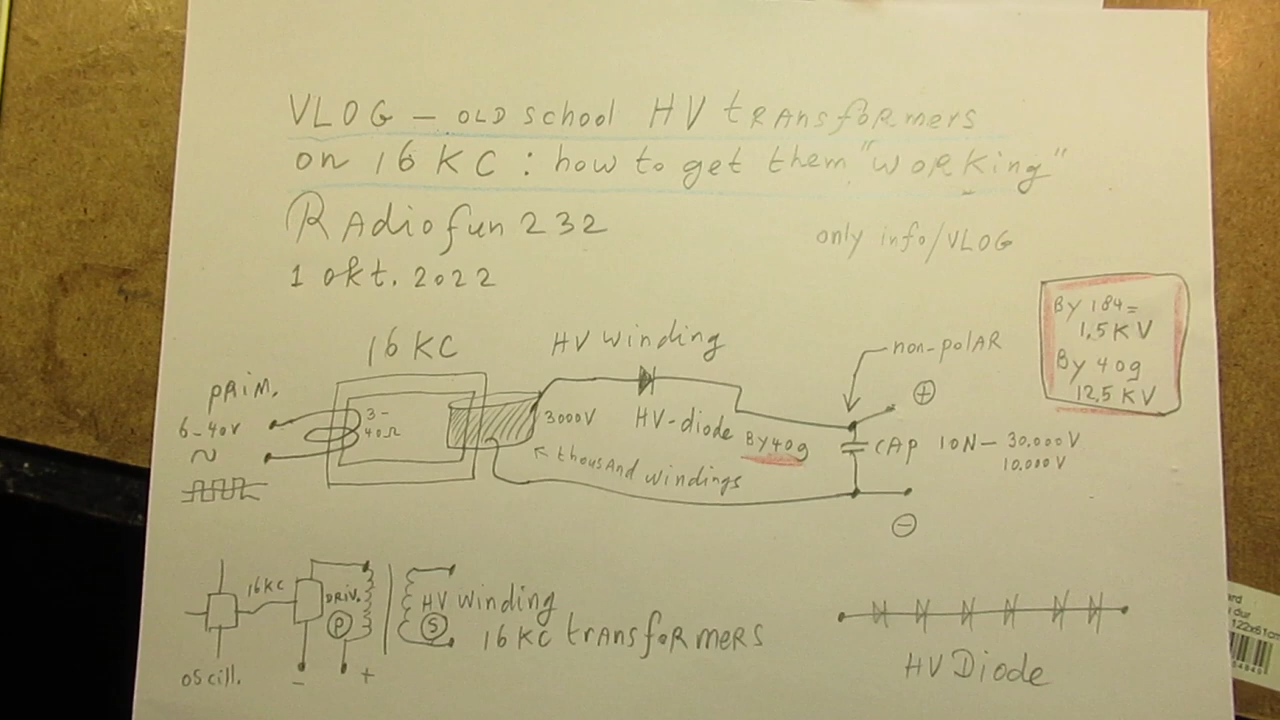 VLOG – OLD school HV transformers
on 16 KC : how to get them "working"
Radiofun 232
only info/VLOG
1 okt. 2022
By 184=
1,5 KV
By 409
12,5 KV
16 KC
HV winding
non-polar
prim.
6-40V
~
3-
40Ω
3000V
HV-diode
By409
+
CAP 10N – 30.000V
10.000V
thousand windings
−
16KC
DRIV.
P
HV winding
S
16 KC transformers
oscill.
− +
HV Diode
122x61cm